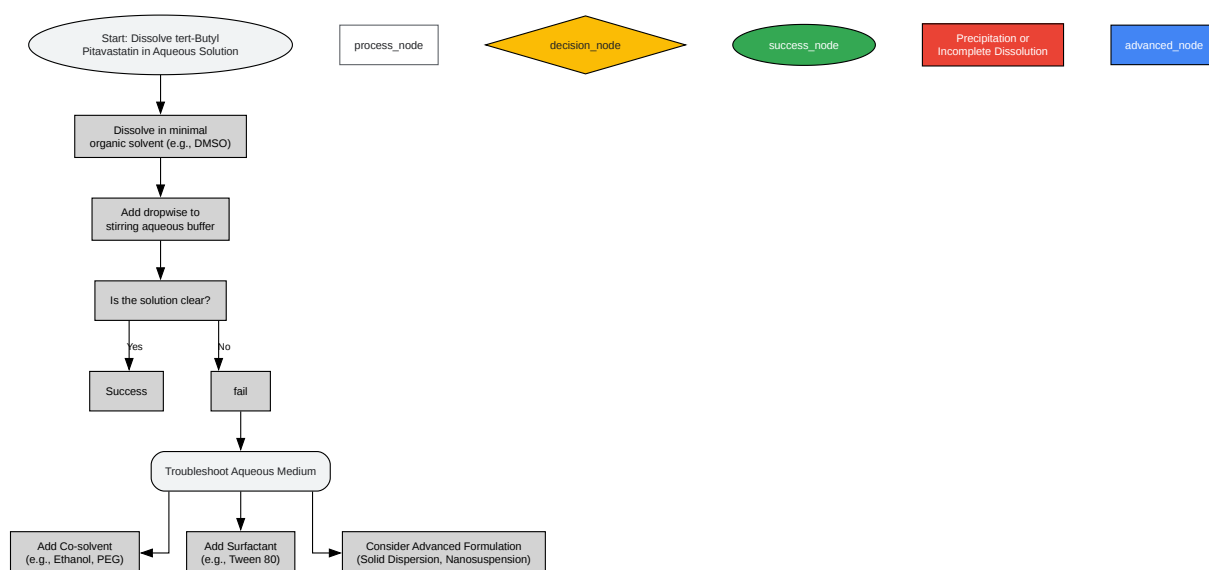 Start: Dissolve tert-Butyl
Pitavastatin in Aqueous Solution
process_node
decision_node
success_node
Precipitation or
Incomplete Dissolution
advanced_node
Dissolve in minimal
organic solvent (e.g., DMSO)
Add dropwise to
stirring aqueous buffer
Is the solution clear?
Yes
No
Success
fail
Troubleshoot Aqueous Medium
Add Co-solvent
(e.g., Ethanol, PEG)
Add Surfactant
(e.g., Tween 80)
Consider Advanced Formulation
(Solid Dispersion, Nanosuspension)